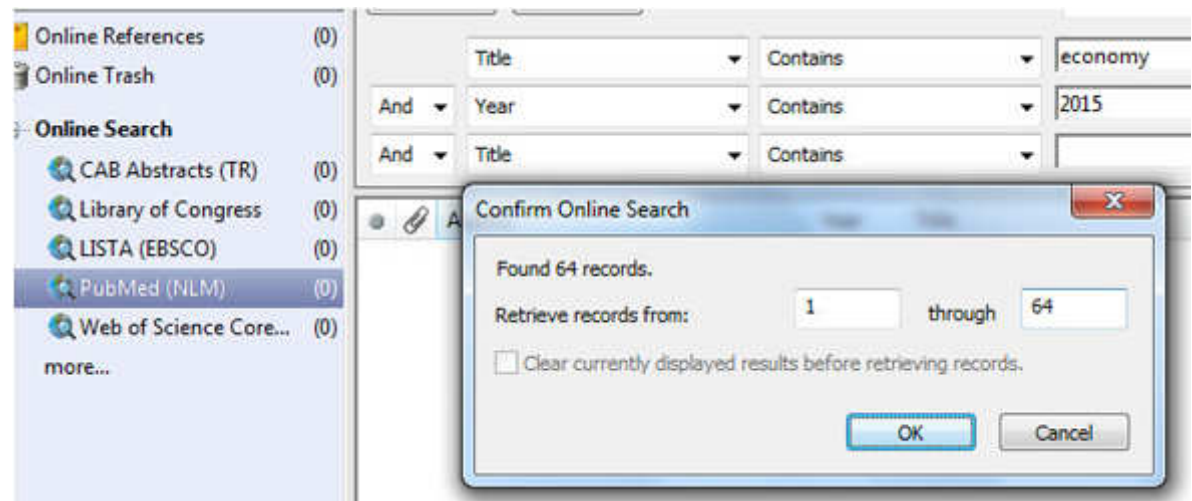 Online References (0)
Online Trash (0)
Online Search
CAB Abstracts (TR) (0)
Library of Congress (0)
LISTA (EBSCO) (0)
PubMed (NLM) (0)
Web of Science Core... (0)
more...
Title Contains economy
And Year Contains 2015
And Title Contains
Confirm Online Search
Found 64 records.
Retrieve records from: 1 through 64
Clear currently displayed results before retrieving records.
OK Cancel